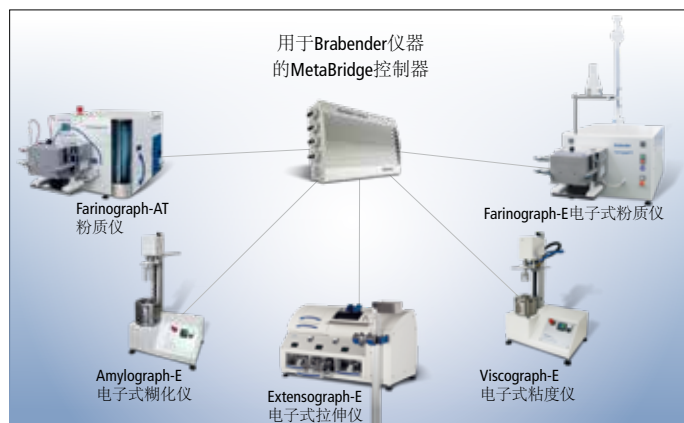 用于Brabender仪器
的MetaBridge控制器
Farinograph-AT
粉质仪
Farinograph-E电子式粉质仪
Amylograph-E
电子式糊化仪
Extensograph-E
电子式拉伸仪
Viscograph-E
电子式粘度仪